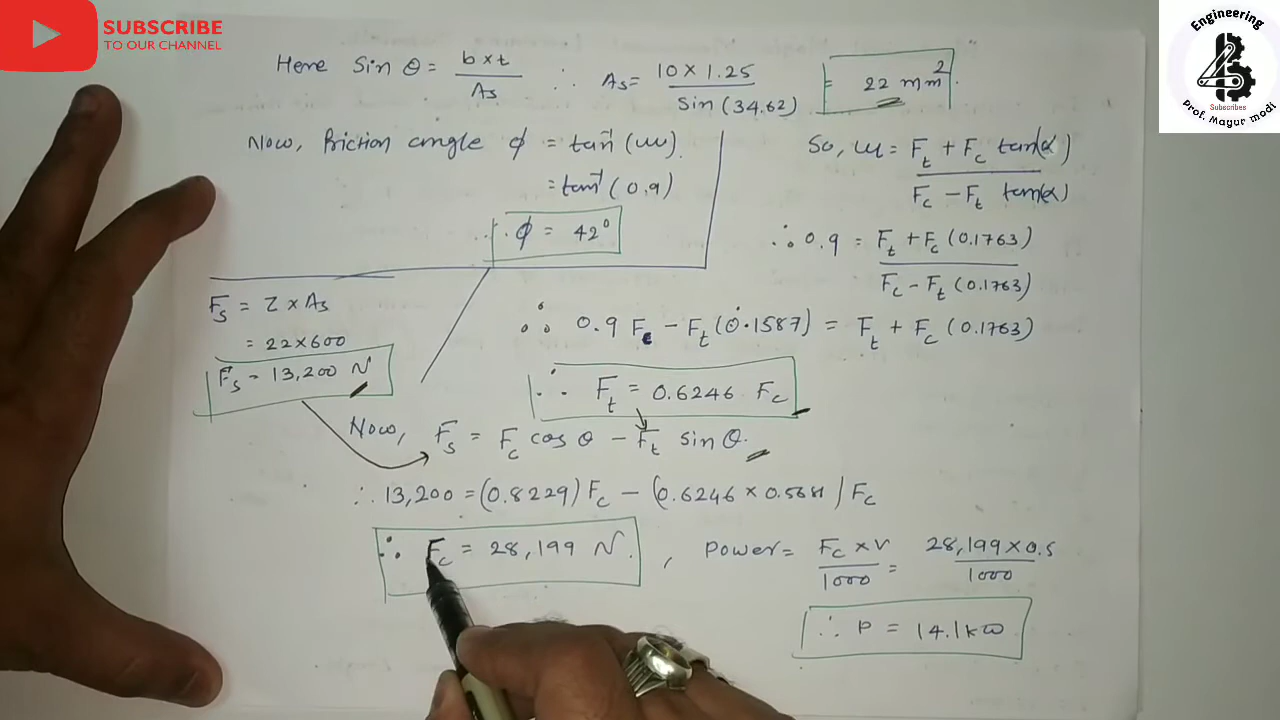 SUBSCRIBE
TO OUR CHANNEL
Engineering
Subscribes
Prof. Mayur modi
Here Sin θ = b×t / As ∴ As = 10 × 1.25 / Sin (34.62) = 22 mm²
Now, Friction angle φ = tan⁻¹ (μ)
= tan⁻¹ (0.9)
∴ φ = 42°
So, μ = Ft + Fc tan(α) / Fc − Ft tan(α)
∴ 0.9 = Ft + Fc (0.1763) / Fc − Ft (0.1763)
Fs = τ × As
= 22×600
Fs = 13,200 N
∴ 0.9 Fc − Ft (0.1587) = Ft + Fc (0.1763)
∴ Ft = 0.6246 Fc
Now, Fs = Fc cos θ − Ft sin θ.
∴ 13,200 = (0.8229) Fc − (0.6246 × 0.5681) Fc
∴ Fc = 28,199 N. , Power = Fc × V / 1000 = 28,199 × 0.5 / 1000
∴ P = 14.1 kW